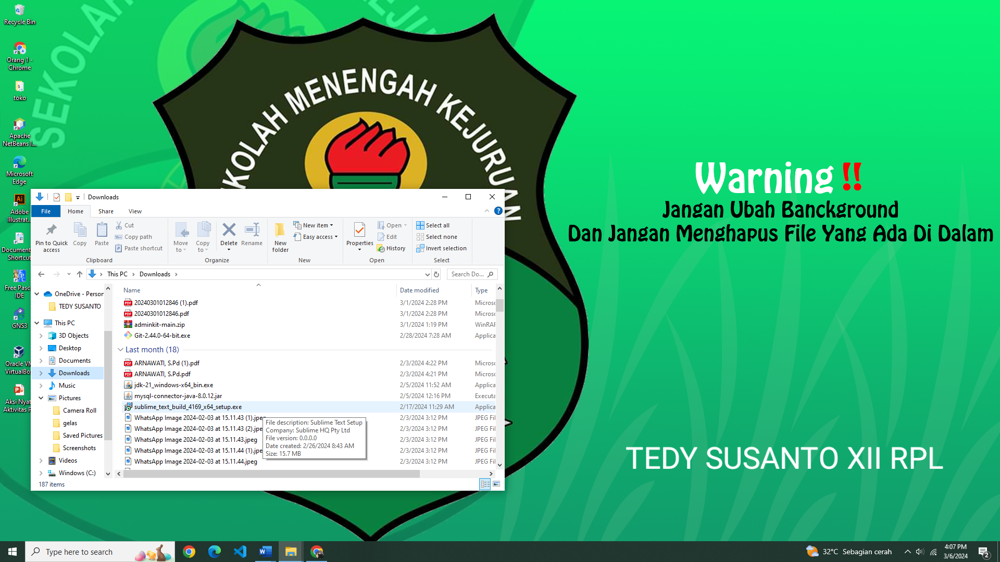 Recycle Bin
Orang 1 -
Chrome
toko
Apache
NetBeans I...
Microsoft
Edge
Adobe
Illustrat...
Document
Shortcut
Free Pasc
IDE
GNS3
Oracle VM
VirtualBox
Aksi Nyat
Aktivitas P
SEKOLAH
MENENGAH KEJURUAN
Warning !!
Jangan Ubah Banckground
Dan Jangan Menghapus File Yang Ada Di Dalam
TEDY SUSANTO XII RPL
Downloads
File Home Share View
Pin to Quick
access
Copy
Paste
Cut
Copy path
Paste shortcut
Clipboard
Move
to
Copy
to
Delete
Rename
Organize
New
folder
New item
Easy access
New
Properties
Open
Edit
History
Open
Select all
Select none
Invert selection
Select
This PC > Downloads >
Search Do...
OneDrive - Person
TEDY SUSANTO
This PC
3D Objects
Desktop
Documents
Downloads
Music
Pictures
Camera Roll
gelas
Saved Pictures
Screenshots
Videos
Windows (C:)
Name Date modified Type
20240301012846 (1).pdf 3/1/2024 2:28 PM Microso
20240301012846.pdf 3/1/2024 2:28 PM Microso
adminkit-main.zip 3/1/2024 1:19 PM WinRAR
Git-2.44.0-64-bit.exe 2/28/2024 7:28 AM Applica
Last month (18)
ARNAWATI, S.Pd (1).pdf 2/3/2024 4:22 PM Microso
ARNAWATI, S.Pd.pdf 2/3/2024 4:21 PM Microso
jdk-21_windows-x64_bin.exe 2/5/2024 11:52 AM Applica
mysql-connector-java-8.0.12.jar 2/5/2024 12:16 PM Executa
sublime_text_build_4169_x64_setup.exe 2/17/2024 11:29 AM Applica
WhatsApp Image 2024-02-03 at 15.11.43 (1).jpeg 2/3/2024 3:12 PM JPEG Fil
WhatsApp Image 2024-02-03 at 15.11.43 (2).jpe 2/3/2024 3:12 PM JPEG Fil
WhatsApp Image 2024-02-03 at 15.11.43.jpeg 2/3/2024 3:12 PM JPEG Fil
WhatsApp Image 2024-02-03 at 15.11.44 (1).jpe 2/3/2024 3:12 PM JPEG Fil
WhatsApp Image 2024-02-03 at 15.11.44.jpeg 2/3/2024 3:12 PM JPEG Fil
File description: Sublime Text Setup
Company: Sublime HQ Pty Ltd
File version: 0.0.0.0
Date created: 2/26/2024 8:43 AM
Size: 15.7 MB
187 items
Type here to search
32°C Sebagian cerah
4:07 PM
3/6/2024
2